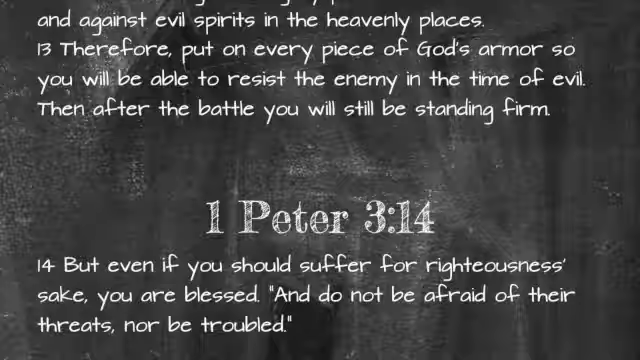 and against evil spirits in the heavenly places.
13 Therefore, put on every piece of God's armor so
you will be able to resist the enemy in the time of evil.
Then after the battle you will still be standing firm.
1 Peter 3:14
14 But even if you should suffer for righteousness'
sake, you are blessed. "And do not be afraid of their
threats, nor be troubled."